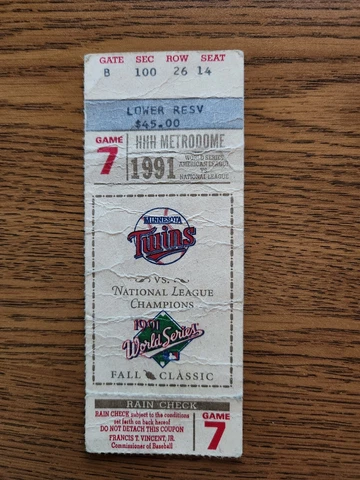 GATE SEC ROW SEAT
B 100 26 14
LOWER RESV
$45.00
GAME
7
HHH METRODOME
1991
WORLD SERIES
AMERICAN LEAGUE
VS.
NATIONAL LEAGUE
MINNESOTA
Twins
VS.
NATIONAL LEAGUE
CHAMPIONS
1991
World Series
FALL CLASSIC
RAIN CHECK
RAIN CHECK subject to the conditions
set forth on back hereof
DO NOT DETACH THIS COUPON
FRANCIS T. VINCENT, JR.
Commissioner of Baseball
GAME
7